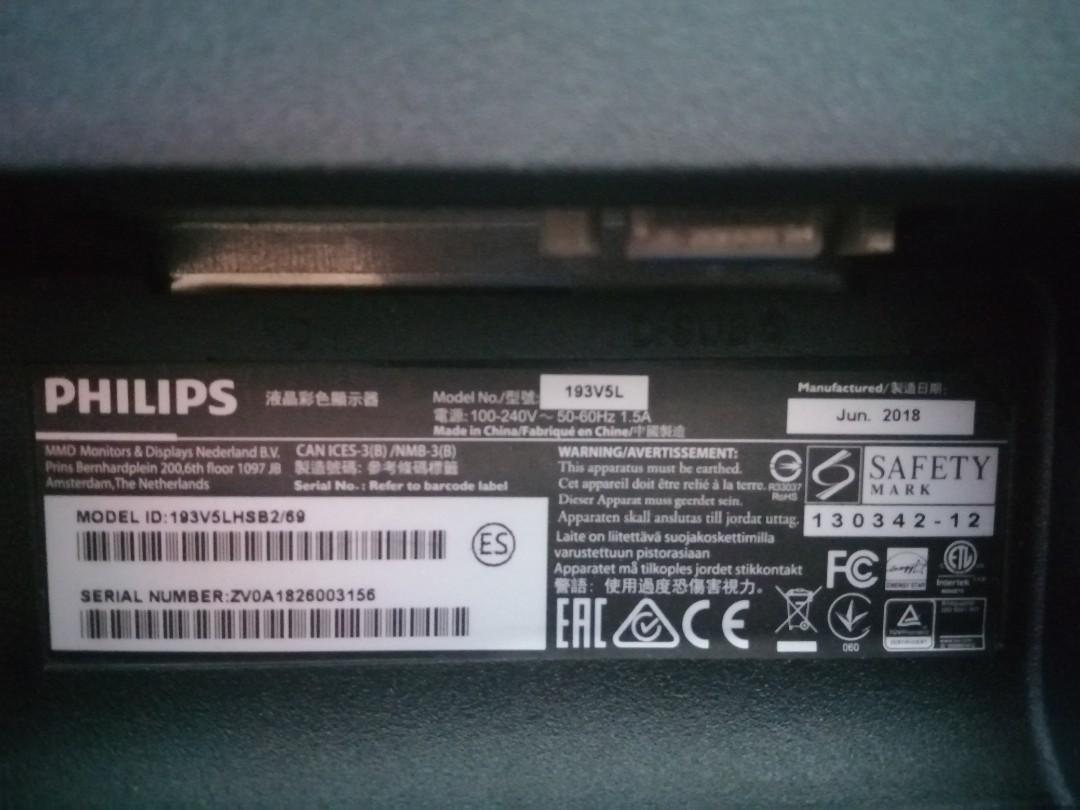 D-SUB
PHILIPS
液晶彩色顯示器
Model No./型號: 193V5L
電源: 100-240V ~ 50-60Hz 1.5A
Made in China/Fabriqué en Chine/中國製造
Manufactured/製造日期:
Jun. 2018
MMD Monitors & Displays Nederland B.V.
Prins Bernhardplein 200,6th floor 1097 JB
Amsterdam,The Netherlands
CAN ICES-3(B) /NMB-3(B)
製造號碼: 參考條碼標籤
Serial No.: Refer to barcode label
MODEL ID:193V5LHSB2/69
ES
SERIAL NUMBER:ZV0A1826003156
WARNING/AVERTISSEMENT:
This apparatus must be earthed.
Cet appareil doit être relié à la terre.
Dieser Apparat muss geerdet sein.
Apparaten skall anslutas till jordat uttag.
Laite on liitettävä suojakoskettimilla
varustettuun pistorasiaan
Apparatet må tilkoples jordet stikkontakt
警語: 使用過度恐傷害視力。
R33037
RoHS
SAFETY
MARK
130342-12
FC
ENERGY STAR
ETL
Intertek
EAC
CE
060